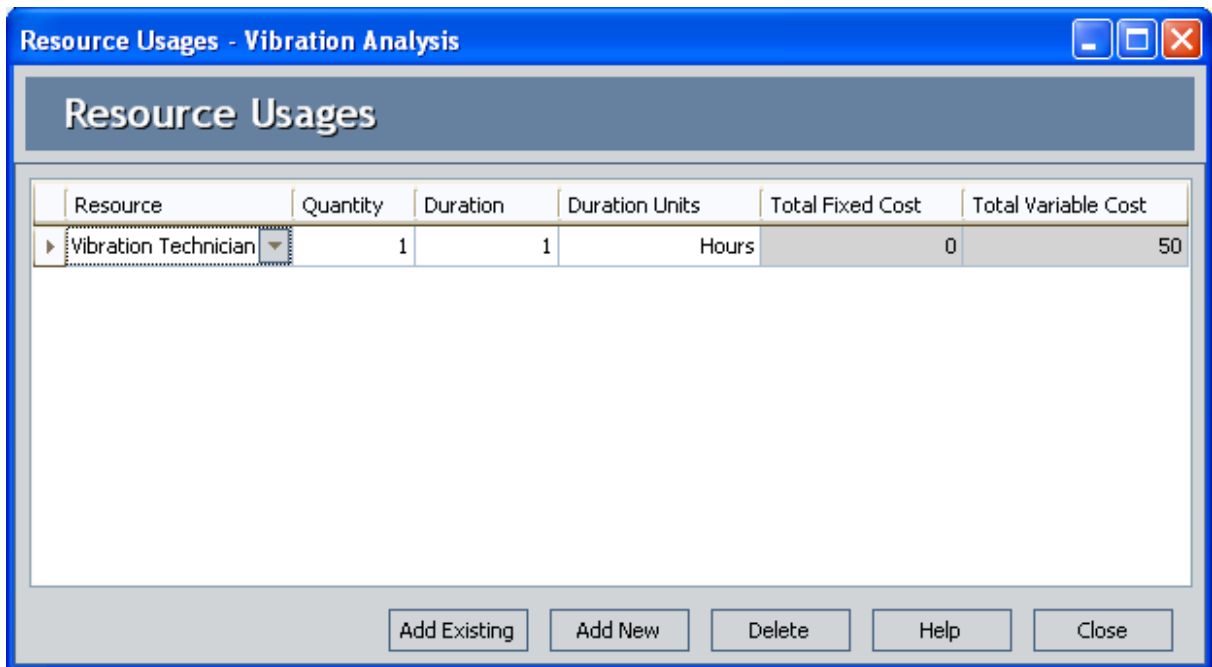 Resource Usages - Vibration Analysis
Resource Usages
Resource Quantity Duration Duration Units Total Fixed Cost Total Variable Cost
Vibration Technician 1 1 Hours 0 50
Add Existing Add New Delete Help Close